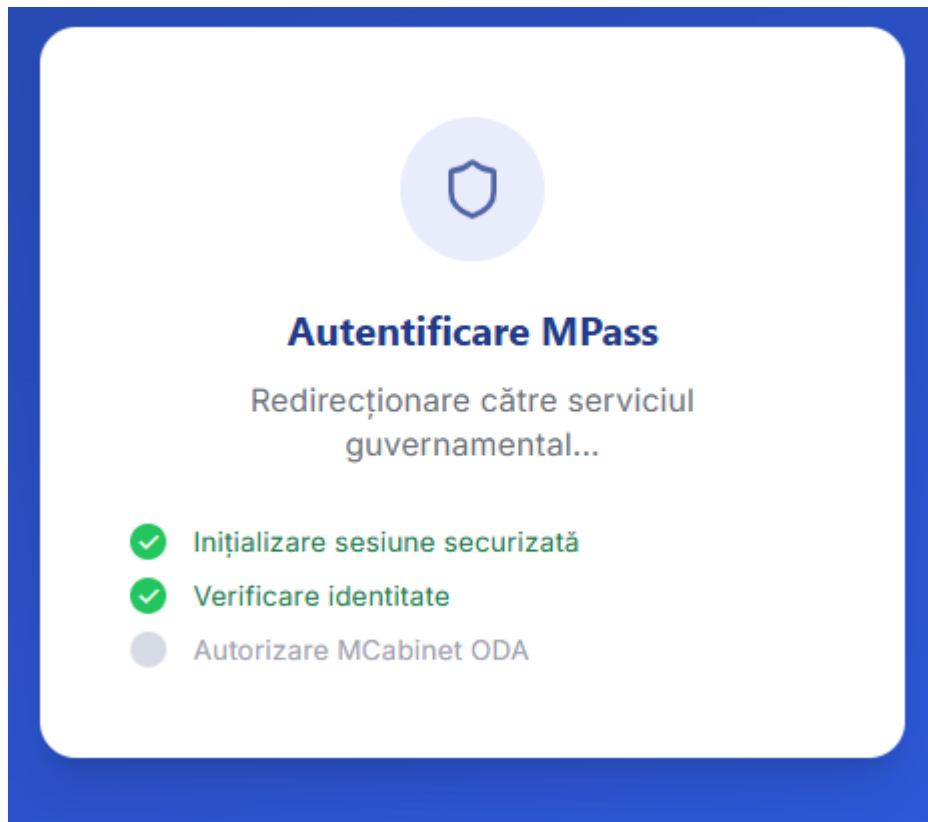 Autentificare MPass
Redirecționare către serviciul
guvernamental...
Inițializare sesiune securizată
Verificare identitate
Autorizare MCabinet ODA